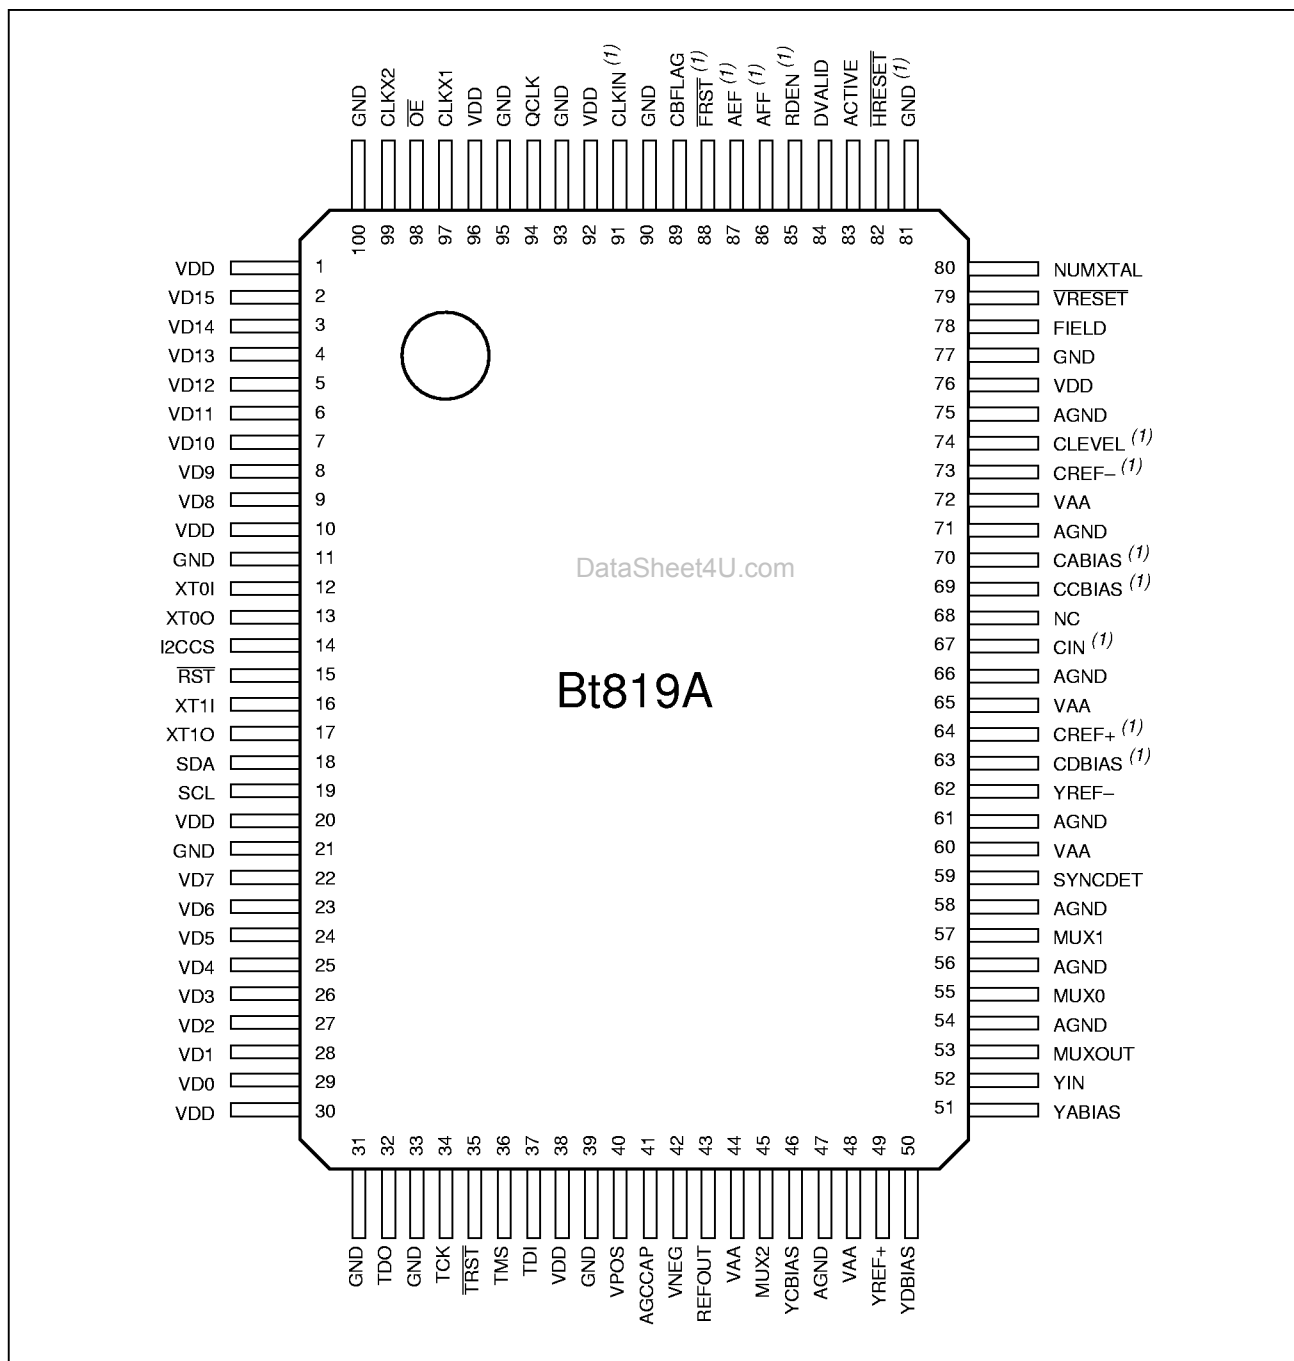 GND CLKX2 OE CLKX1 VDD GND QCLK GND VDD CLKIN (1) GND CBFLAG FRST (1) AEF (1) AFF (1) RDEN (1) DVALID ACTIVE HRESET GND (1)
100 99 98 97 96 95 94 93 92 91 90 89 88 87 86 85 84 83 82 81
VDD 1 80 NUMXTAL
VD15 2 79 VRESET
VD14 3 78 FIELD
VD13 4 77 GND
VD12 5 76 VDD
VD11 6 75 AGND
VD10 7 74 CLEVEL (1)
VD9 8 73 CREF– (1)
VD8 9 72 VAA
VDD 10 71 AGND
GND 11 70 CABIAS (1)
DataSheet4U.com
XT0I 12 69 CCBIAS (1)
XT0O 13 68 NC
I2CCS 14 67 CIN (1)
RST 15 66 AGND
Bt819A
XT1I 16 65 VAA
XT1O 17 64 CREF+ (1)
SDA 18 63 CDBIAS (1)
SCL 19 62 YREF–
VDD 20 61 AGND
GND 21 60 VAA
VD7 22 59 SYNCDET
VD6 23 58 AGND
VD5 24 57 MUX1
VD4 25 56 AGND
VD3 26 55 MUX0
VD2 27 54 AGND
VD1 28 53 MUXOUT
VD0 29 52 YIN
VDD 30 51 YABIAS
31 32 33 34 35 36 37 38 39 40 41 42 43 44 45 46 47 48 49 50
GND TDO GND TCK TRST TMS TDI VDD GND VPOS AGCCAP VNEG REFOUT VAA MUX2 YCBIAS AGND VAA YREF+ YDBIAS